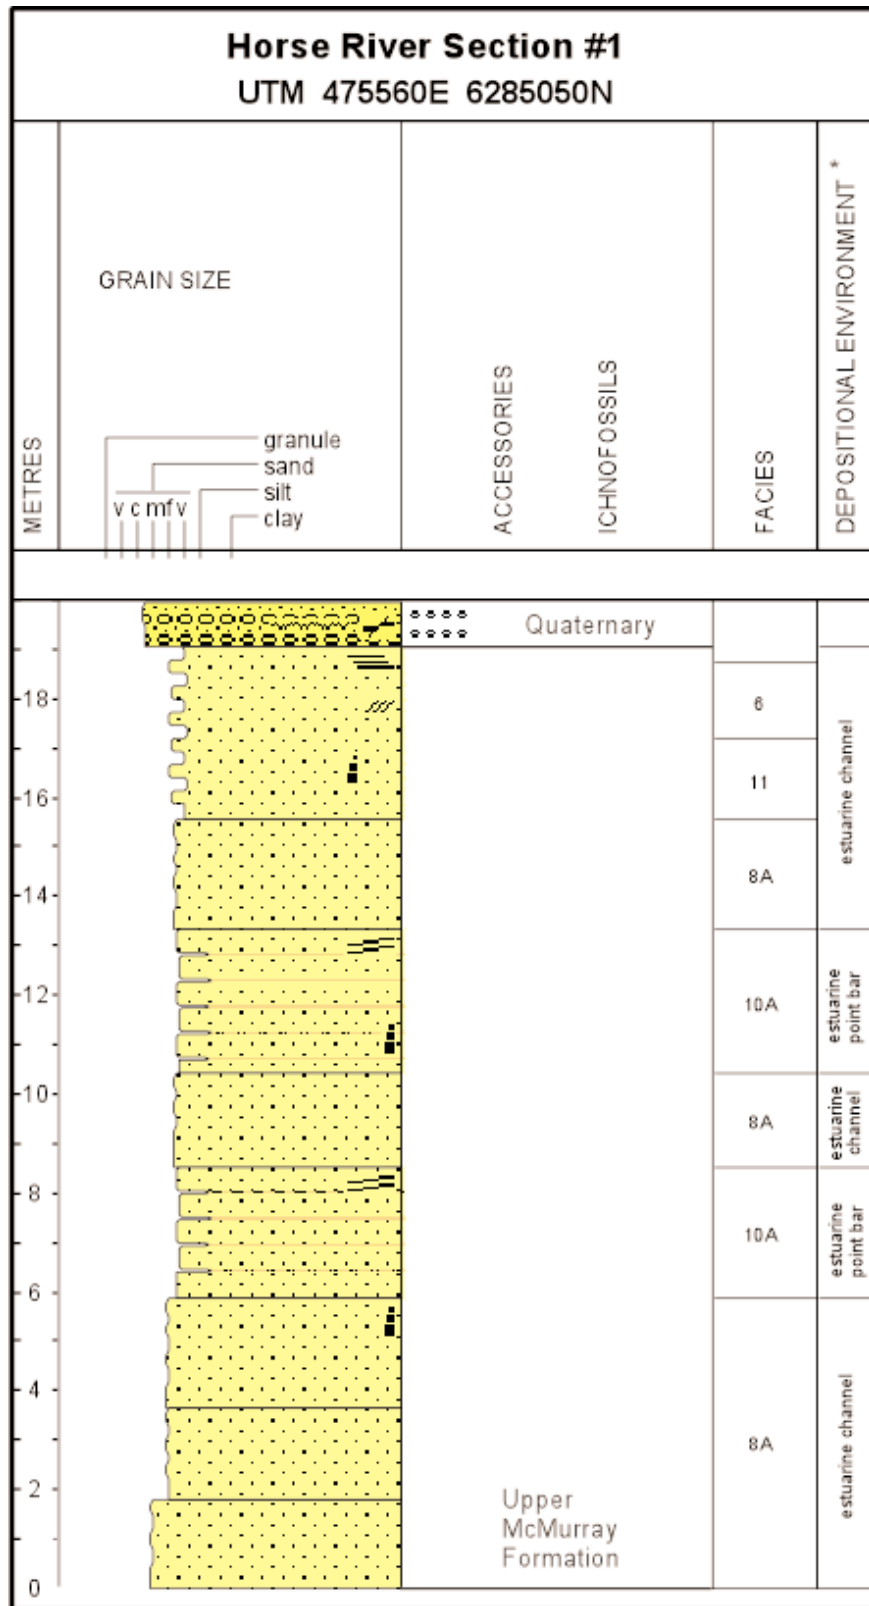 Horse River Section #1
UTM 475560E 6285050N
METRES
GRAIN SIZE
granule
sand
silt
clay
v c m f v
ACCESSORIES
ICHNOFOSSILS
FACIES
DEPOSITIONAL ENVIRONMENT *
Quaternary
18
16
14
12
10
8
6
4
2
0
6
11
8A
10A
8A
10A
8A
estuarine channel
estuarine
point bar
estuarine
channel
estuarine
point bar
estuarine channel
Upper
McMurray
Formation